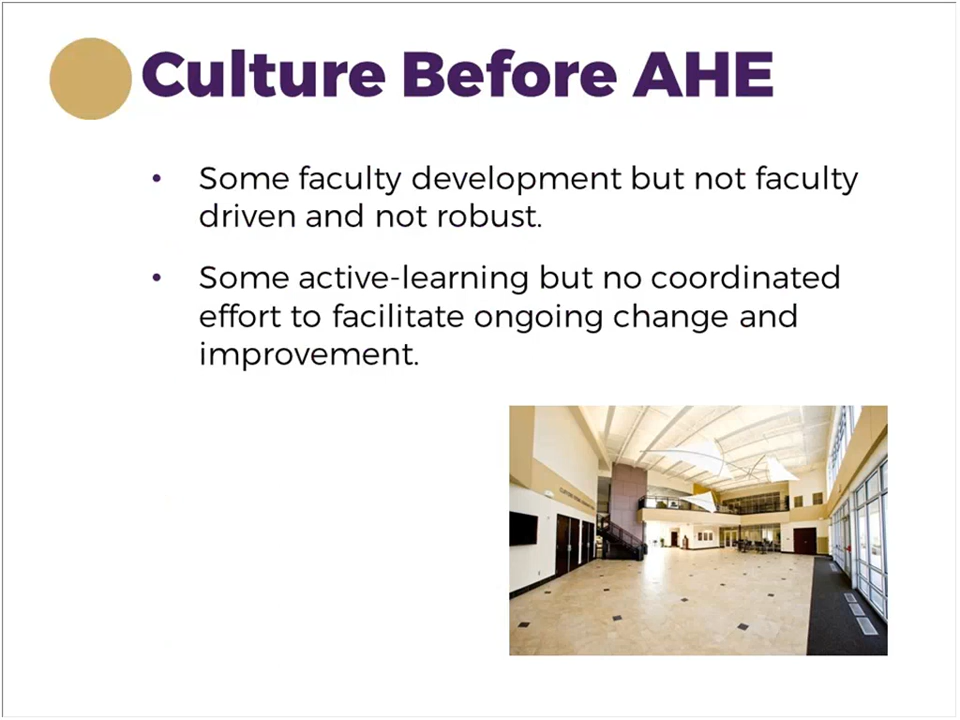 Culture Before AHE
• Some faculty development but not faculty
driven and not robust.
• Some active-learning but no coordinated
effort to facilitate ongoing change and
improvement.